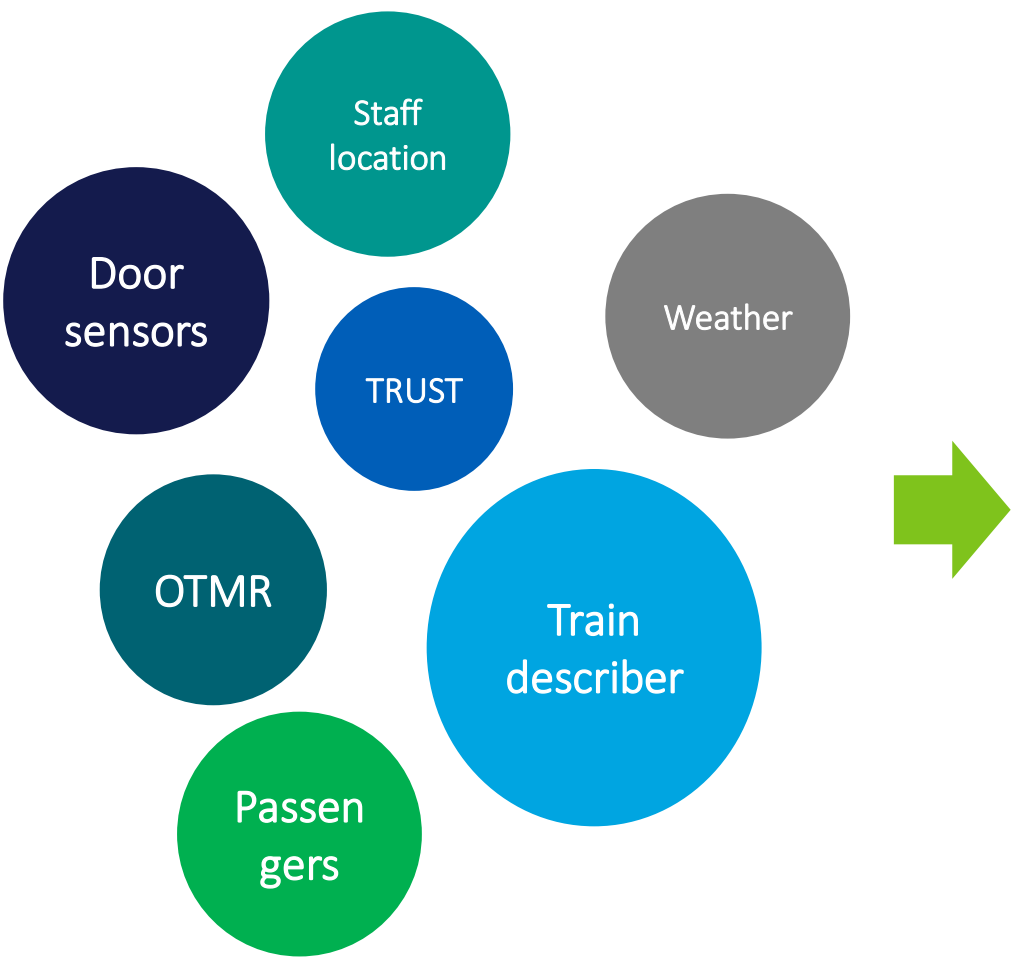 Staff
location
Door
sensors
Weather
TRUST
OTMR
Train
describer
Passen
gers